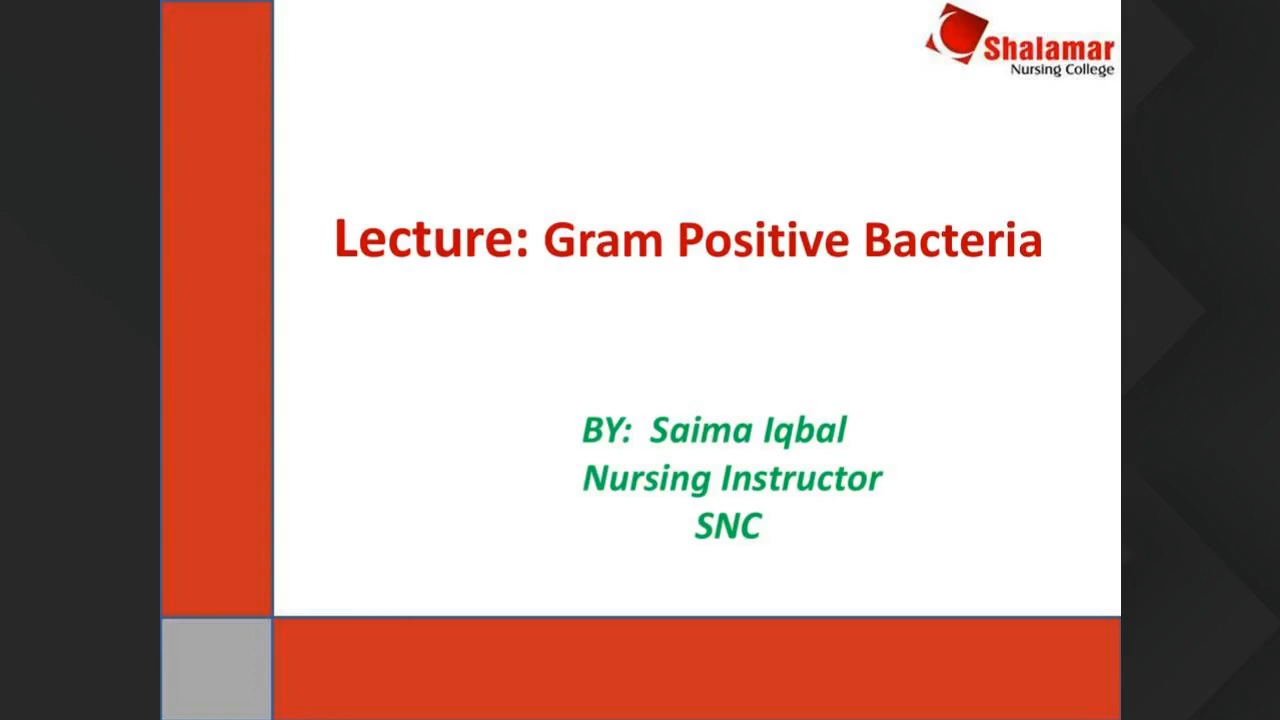 Shalamar
Nursing College
Lecture: Gram Positive Bacteria
BY: Saima Iqbal
Nursing Instructor
SNC